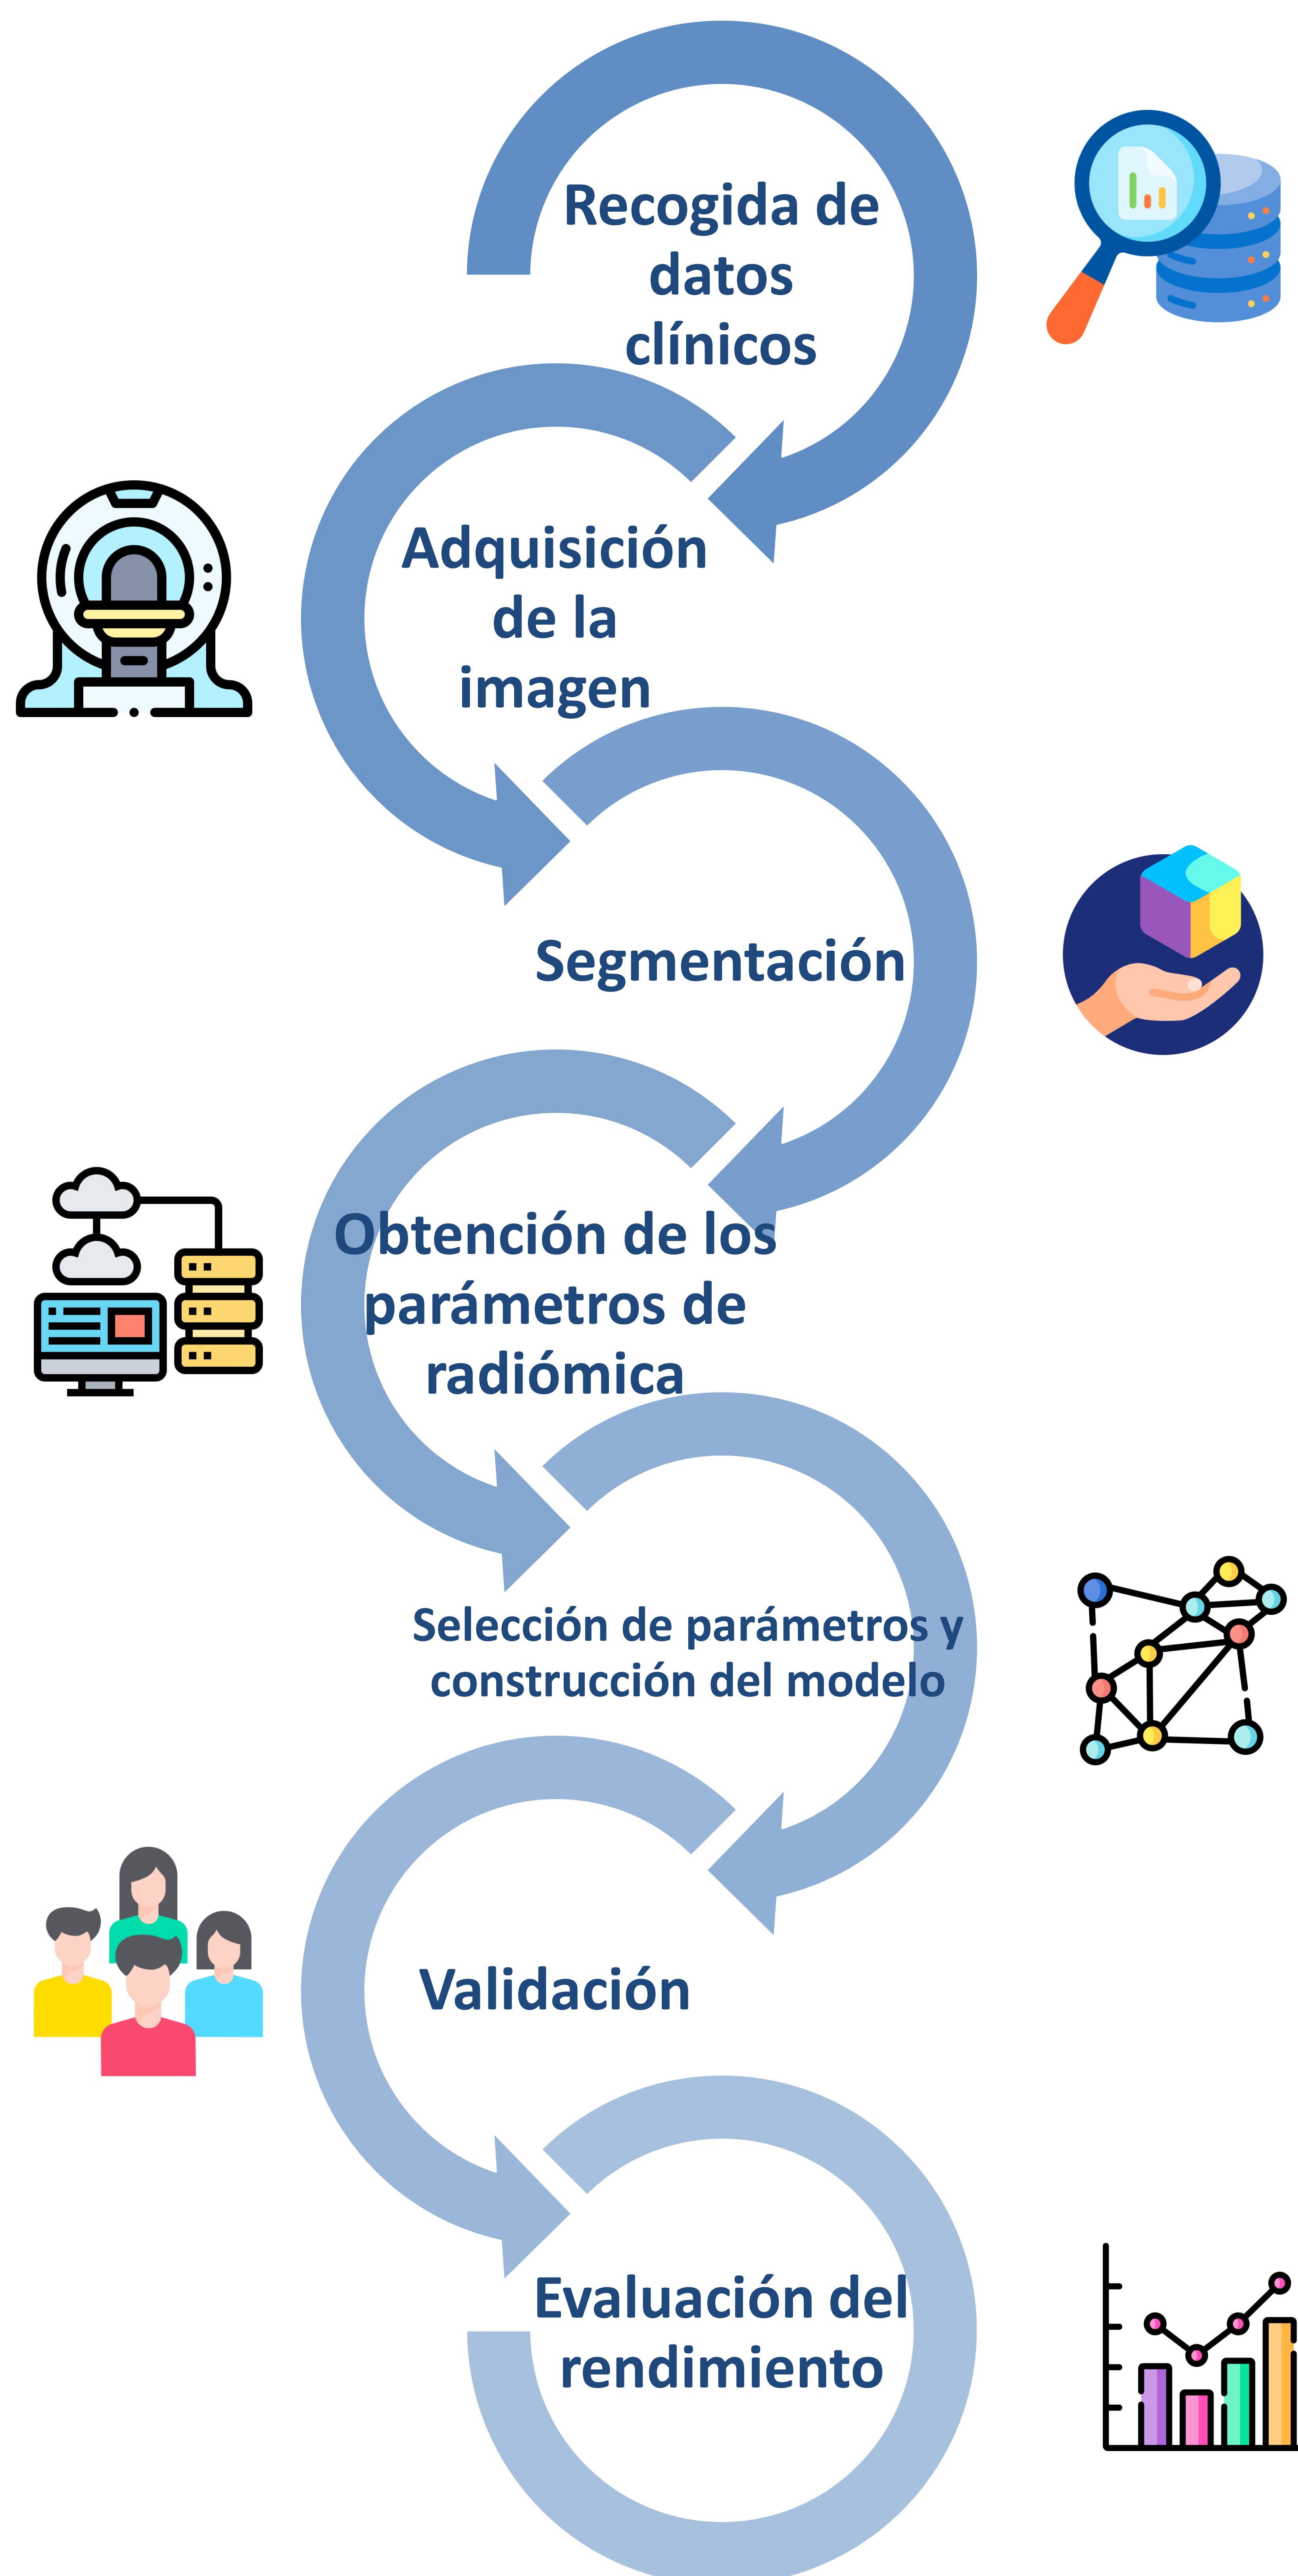 Recogida de
datos
clínicos
Adquisición
de la
imagen
Segmentación
Obtención de los
parámetros de
radiómica
Selección de parámetros y
construcción del modelo
Validación
Evaluación del
rendimiento